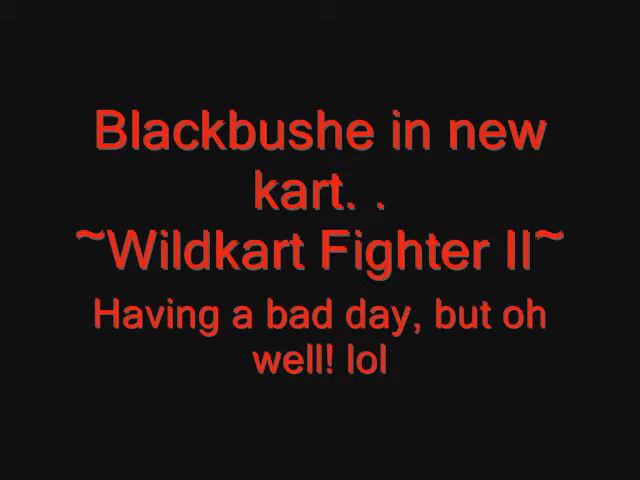 Blackbushe in new
kart. .
~Wildkart Fighter II~
Having a bad day, but oh
well! lol